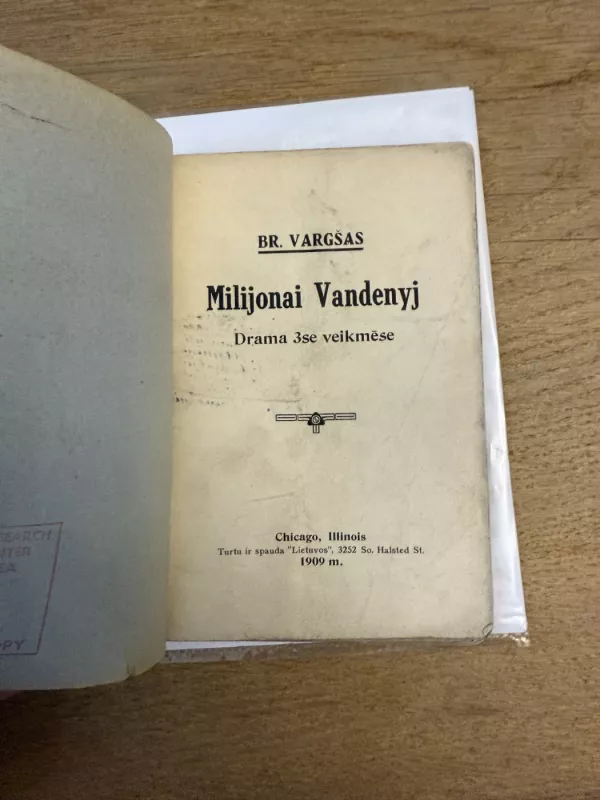 BR. VARGŠAS
Milijonai Vandenyj
Drama 3se veikmėse
Chicago, Illinois
Turtu ir spauda "Lietuvos", 3252 So. Halsted St.
1909 m.